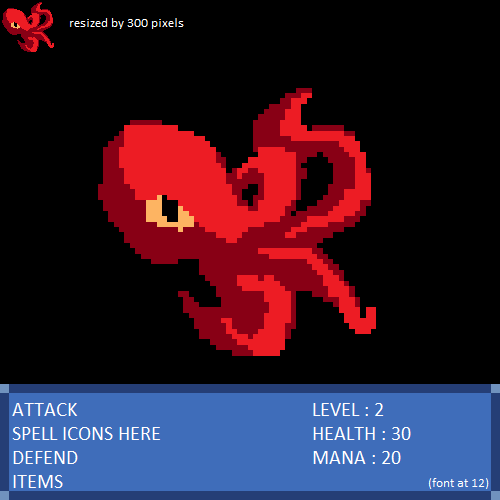 resized by 300 pixels
ATTACK
SPELL ICONS HERE
DEFEND
ITEMS
LEVEL : 2
HEALTH : 30
MANA : 20
(font at 12)